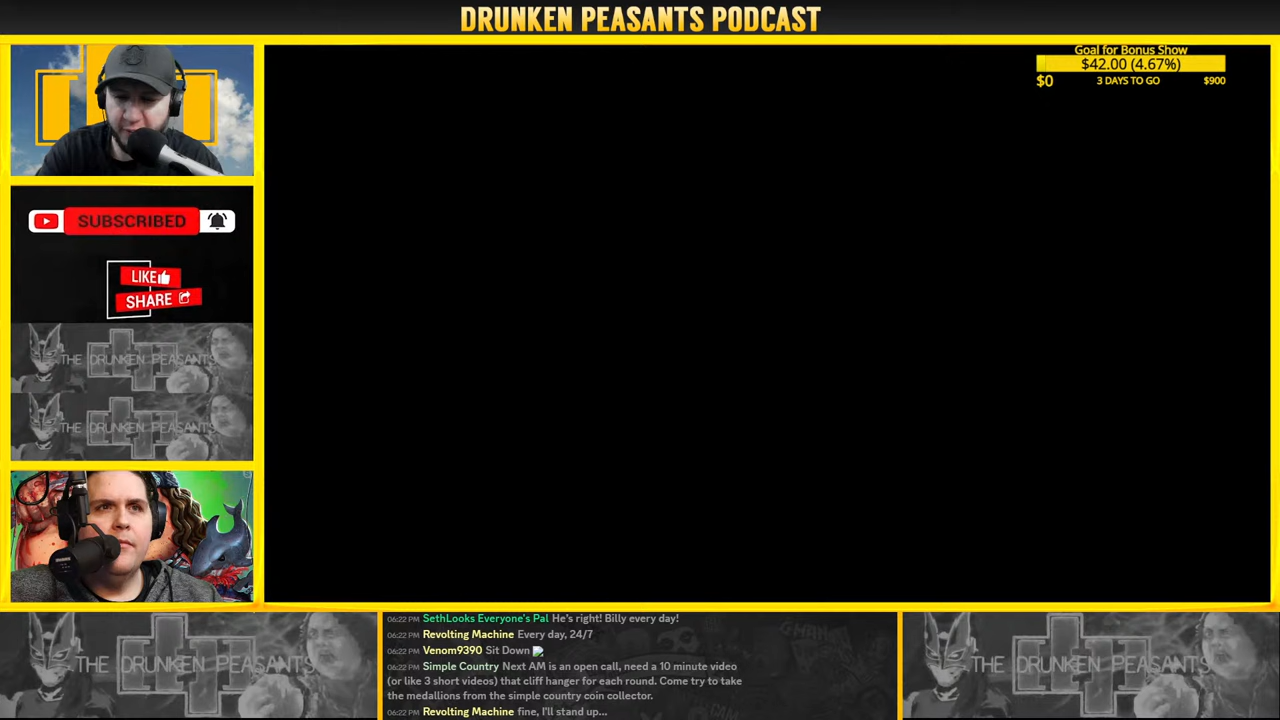 DRUNKEN PEASANTS PODCAST
Goal for Bonus Show
$42.00 (4.67%)
$0 3 DAYS TO GO $900
SUBSCRIBED
LIKE
SHARE
THE DRUNKEN PEASANTS
THE DRUNKEN PEASANTS
06:22 PM SethLooks Everyone's Pal He's right! Billy every day!
06:22 PM Revolting Machine Every day, 24/7
06:22 PM Venom9390 Sit Down
06:22 PM Simple Country Next AM is an open call, need a 10 minute video
(or like 3 short videos) that cliff hanger for each round. Come try to take
the medallions from the simple country coin collector.
06:22 PM Revolting Machine fine, I'll stand up...
THE DRUNKEN PEASANTS
THE DRUNKEN PEASANTS